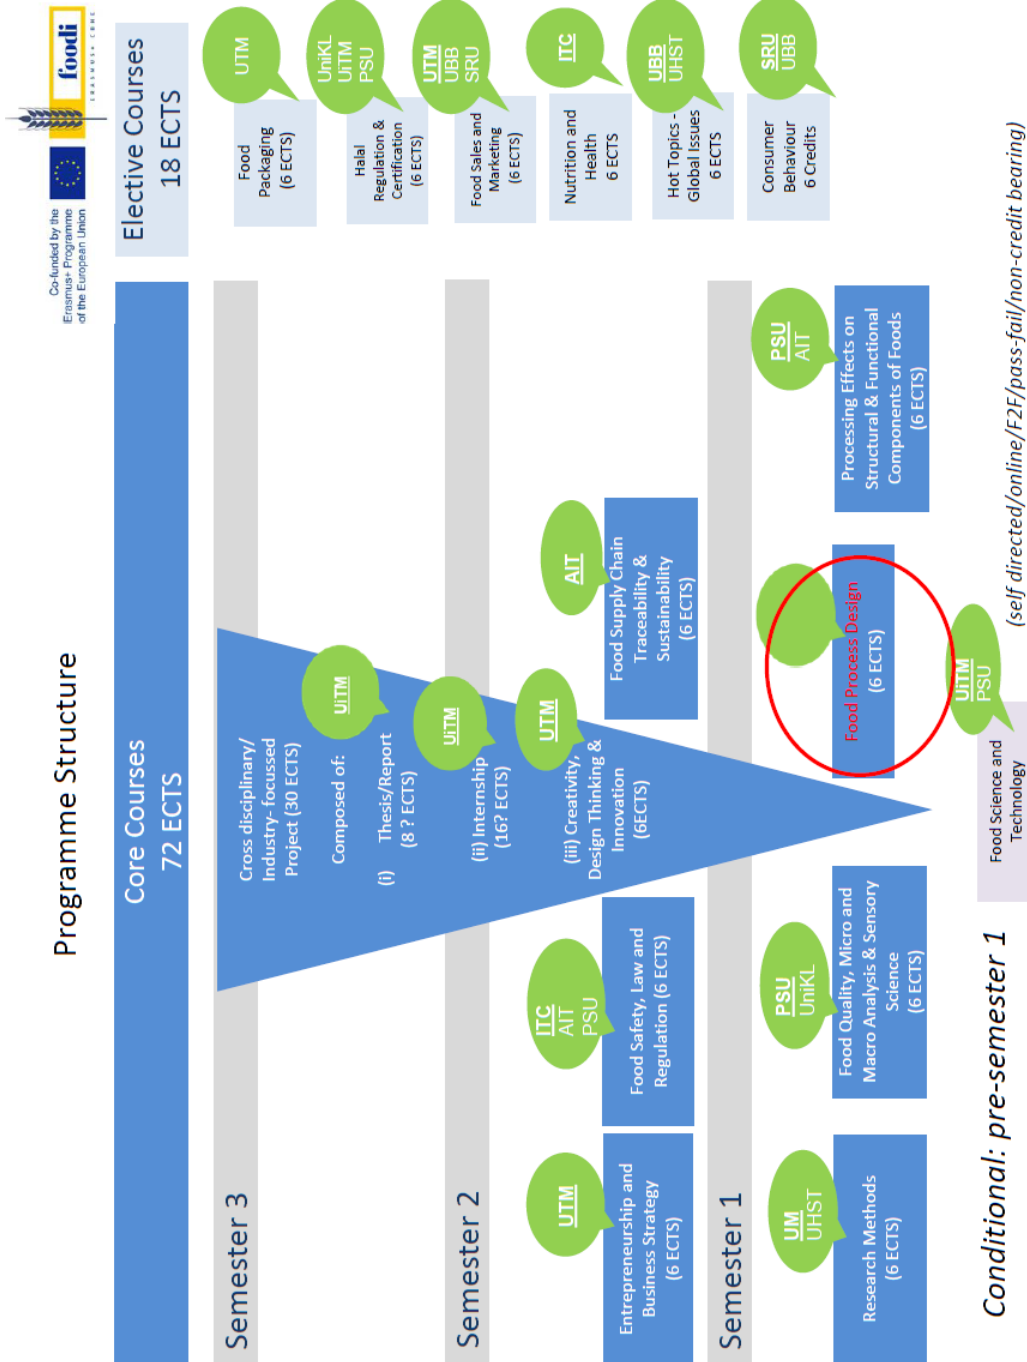 Programme Structure
Co-funded by the
Erasmus+ Programme
of the European Union
foodi
ERASMUS+ CBHE
Core Courses
72 ECTS
Elective Courses
18 ECTS
Semester 3
Cross disciplinary/
Industry- focussed
Project (30 ECTS)
Composed of:
(i) Thesis/Report
(8 ? ECTS)
UiTM
Food
Packaging
(6 ECTS)
UTM
Halal
Regulation &
Certification
(6 ECTS)
UniKL
UiTM
PSU
Semester 2
(ii) Internship
(16? ECTS)
UiTM
(iii) Creativity,
Design Thinking &
Innovation
(6ECTS)
UTM
Food Sales and
Marketing
(6 ECTS)
UTM
UBB
SRU
UTM
Entrepreneurship and
Business Strategy
(6 ECTS)
ITC
AIT
PSU
Food Safety, Law and
Regulation (6 ECTS)
AIT
Food Supply Chain
Traceability &
Sustainability
(6 ECTS)
Nutrition and
Health
6 ECTS
ITC
Hot Topics -
Global Issues
6 ECTS
UBB
UHST
Semester 1
UM
UHST
Research Methods
(6 ECTS)
PSU
UniKL
Food Quality, Micro and
Macro Analysis & Sensory
Science
(6 ECTS)
Food Process Design
(6 ECTS)
PSU
AIT
Processing Effects on
Structural & Functional
Components of Foods
(6 ECTS)
Consumer
Behaviour
6 Credits
SRU
UBB
Conditional: pre-semester 1
Food Science and
Technology
UiTM
PSU
(self directed/online/F2F/pass-fail/non-credit bearing)